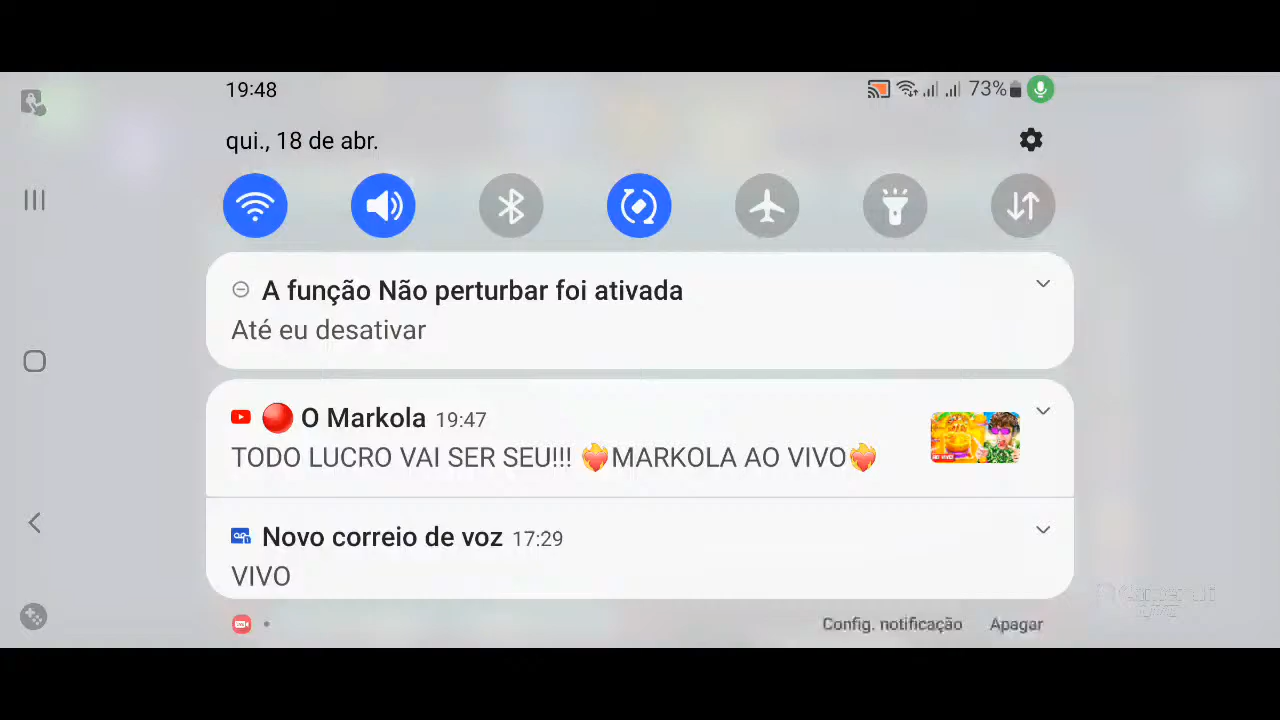 19:48
73%
qui., 18 de abr.
A função Não perturbar foi ativada
Até eu desativar
O Markola 19:47
TODO LUCRO VAI SER SEU!!! ❤️‍🔥MARKOLA AO VIVO❤️‍🔥
Novo correio de voz 17:29
VIVO
Config. notificação Apagar